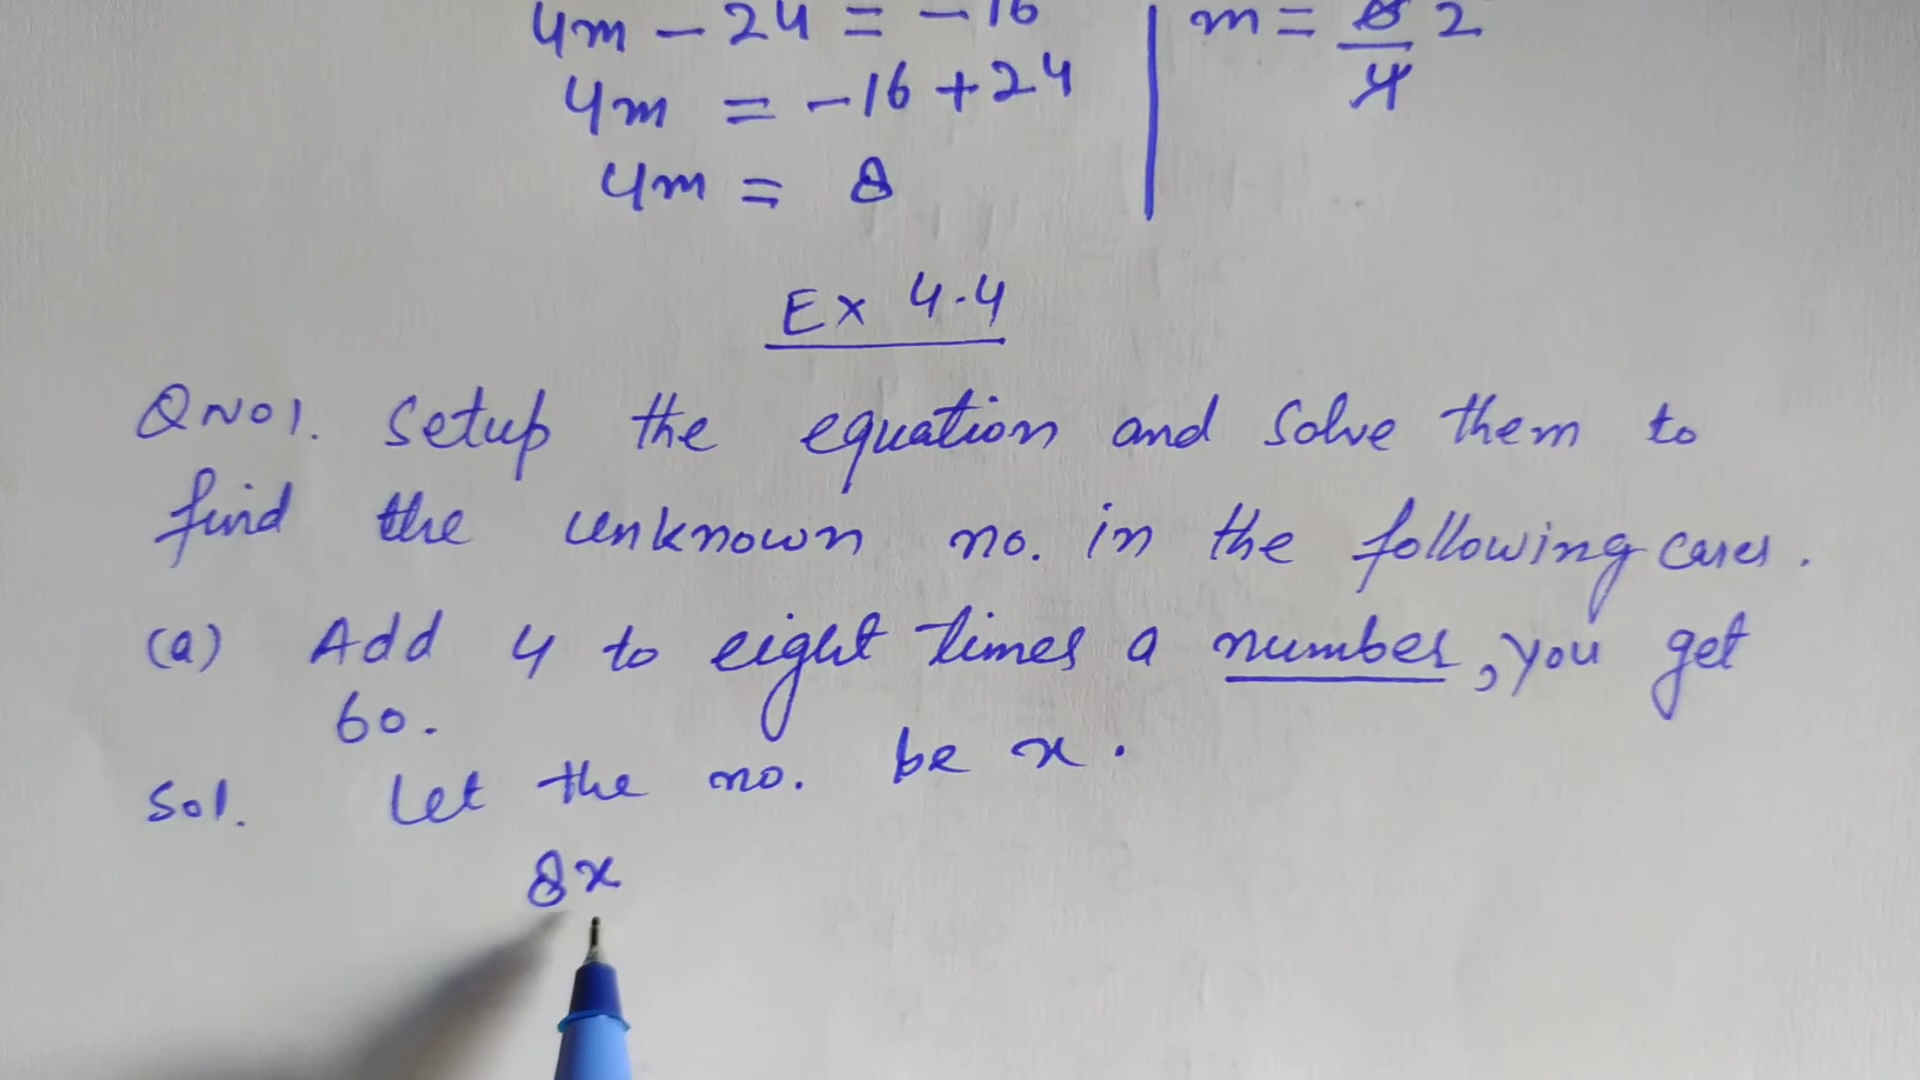 4m - 24 = -16
4m = -16 + 24
4m = 8
m = 8/4 2
Ex 4.4
QNo1. Setup the equation and solve them to
find the unknown no. in the following cases.
(a) Add 4 to eight times a number, you get
60.
Sol. Let the no. be x.
8x